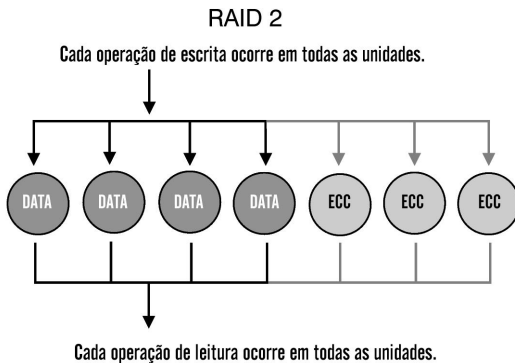 RAID 2
Cada operação de escrita ocorre em todas as unidades.
DATA DATA DATA DATA ECC ECC ECC
Cada operação de leitura ocorre em todas as unidades.